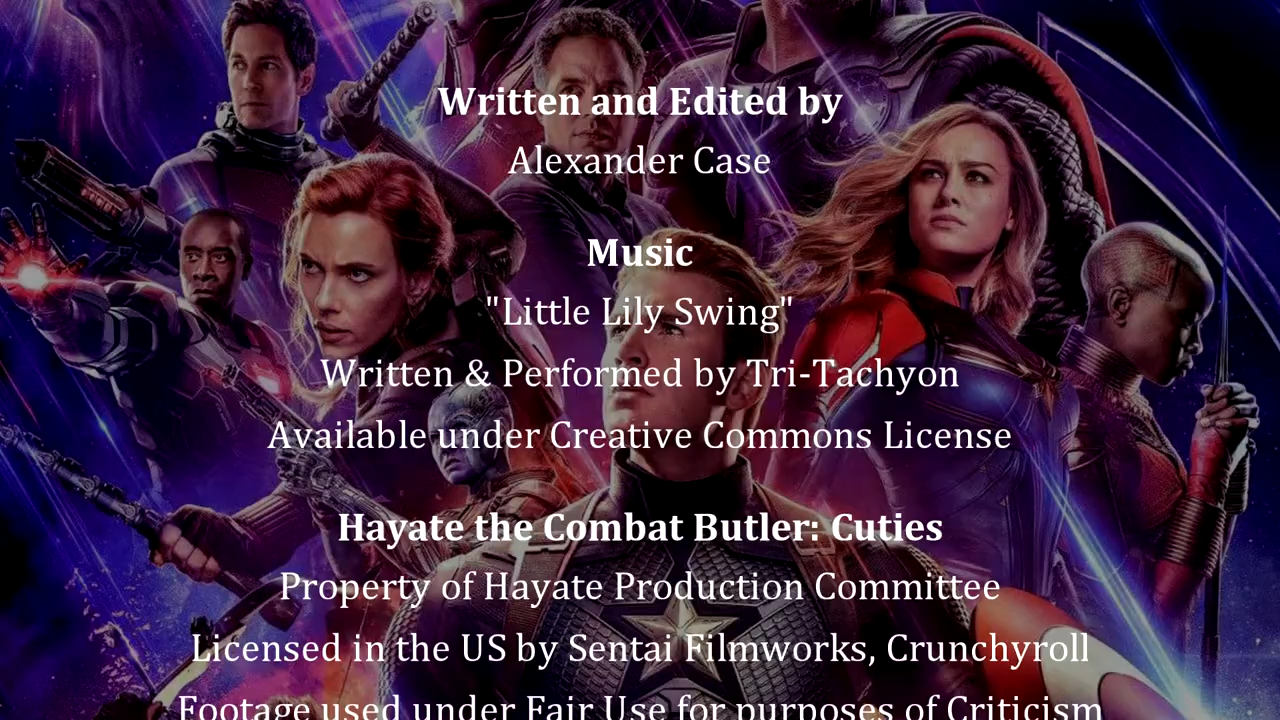 Written and Edited by
Alexander Case
Music
"Little Lily Swing"
Written & Performed by Tri-Tachyon
Available under Creative Commons License
Hayate the Combat Butler: Cuties
Property of Hayate Production Committee
Licensed in the US by Sentai Filmworks, Crunchyroll
Footage used under Fair Use for purposes of Criticism